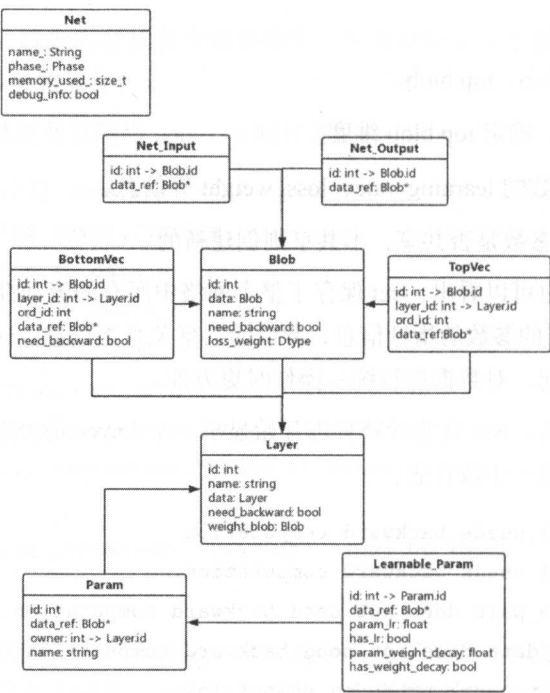 Net
name_: String
phase_: Phase
memory_used_: size_t
debug_info: bool
Net_Input
id: int -> Blob.id
data_ref: Blob*
Net_Output
id: int -> Blob.id
data_ref: Blob*
BottomVec
id: int -> Blob.id
layer_id: int -> Layer.id
ord_id: int
data_ref: Blob*
need_backward: bool
Blob
id: int
data: Blob
name: string
need_backward: bool
loss_weight: Dtype
TopVec
id: int -> Blob.id
layer_id: int -> Layer.id
ord_id: int
data_ref:Blob*
Layer
id: int
name: string
data: Layer
need_backward: bool
weight_blob: Blob
Param
id: int
data_ref: Blob*
owner: int -> Layer.id
name: string
Learnable_Param
id: int -> Param.id
data_ref: Blob*
param_lr: float
has_lr: bool
param_weight_decay: float
has_weight_decay: bool